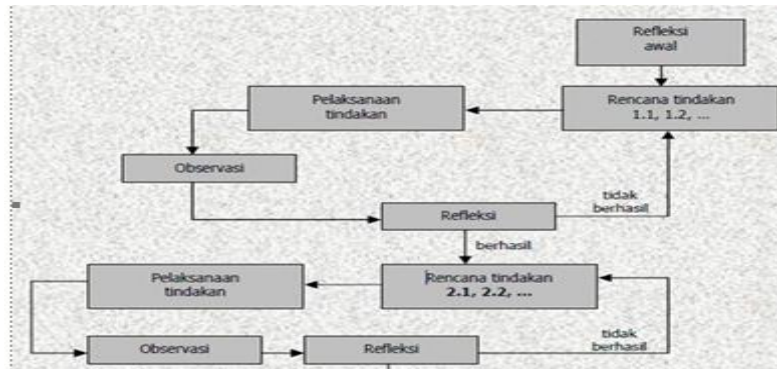 Refleksi
awal
Pelaksanaan
tindakan
Rencana tindakan
1.1, 1.2, ...
Observasi
Refleksi
tidak
berhasil
berhasil
Pelaksanaan
tindakan
Rencana tindakan
2.1, 2.2, ...
Observasi
Refleksi
tidak
berhasil